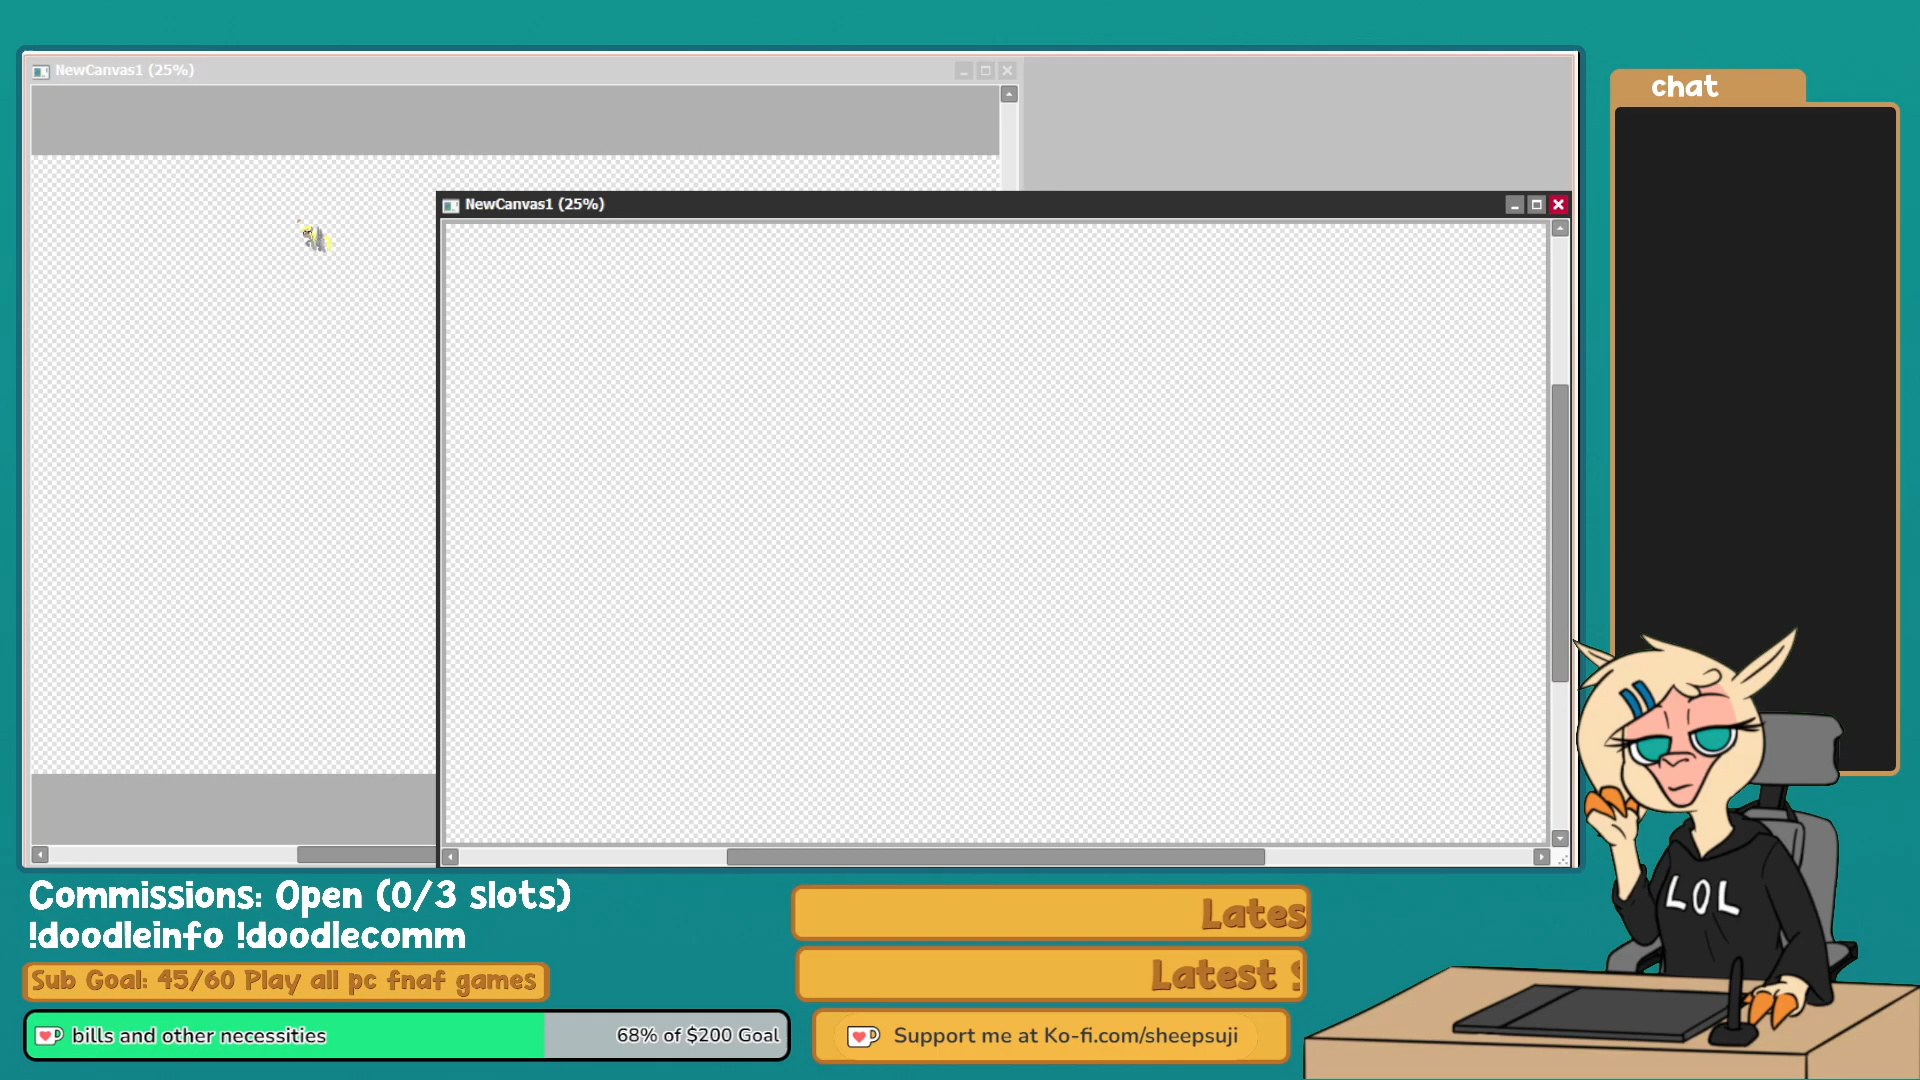 NewCanvas1 (25%)
chat
NewCanvas1 (25%)
LOL
Commissions: Open (0/3 slots)
!doodleinfo !doodlecomm
Lates
Sub Goal: 45/60 Play all pc fnaf games
Latest
bills and other necessities 68% of $200 Goal
Support me at Ko-fi.com/sheepsuji